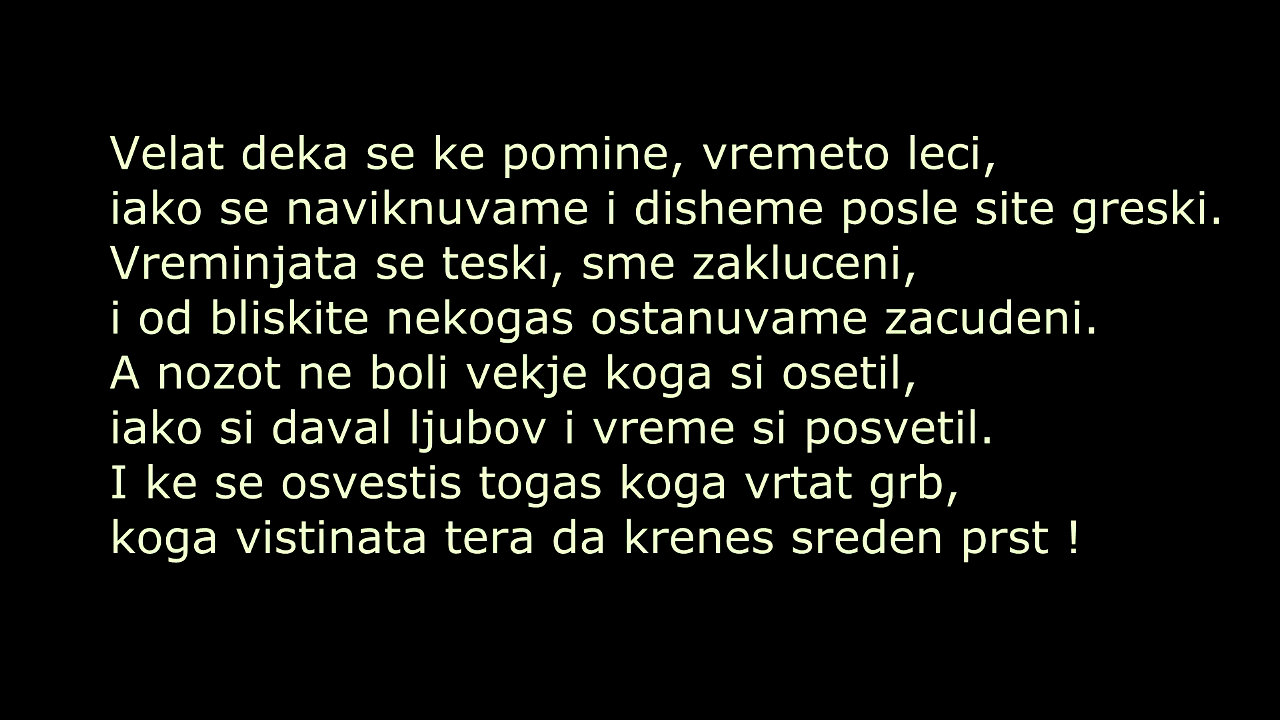 Velat deka se ke pomine, vremeto leci,
iako se naviknuvame i disheme posle site greski.
Vreminjata se teski, sme zakluceni,
i od bliskite nekogas ostanuvame zacudeni.
A nozot ne boli vekje koga si osetil,
iako si daval ljubov i vreme si posvetil.
I ke se osvestis togas koga vrtat grb,
koga vistinata tera da krenes sreden prst !